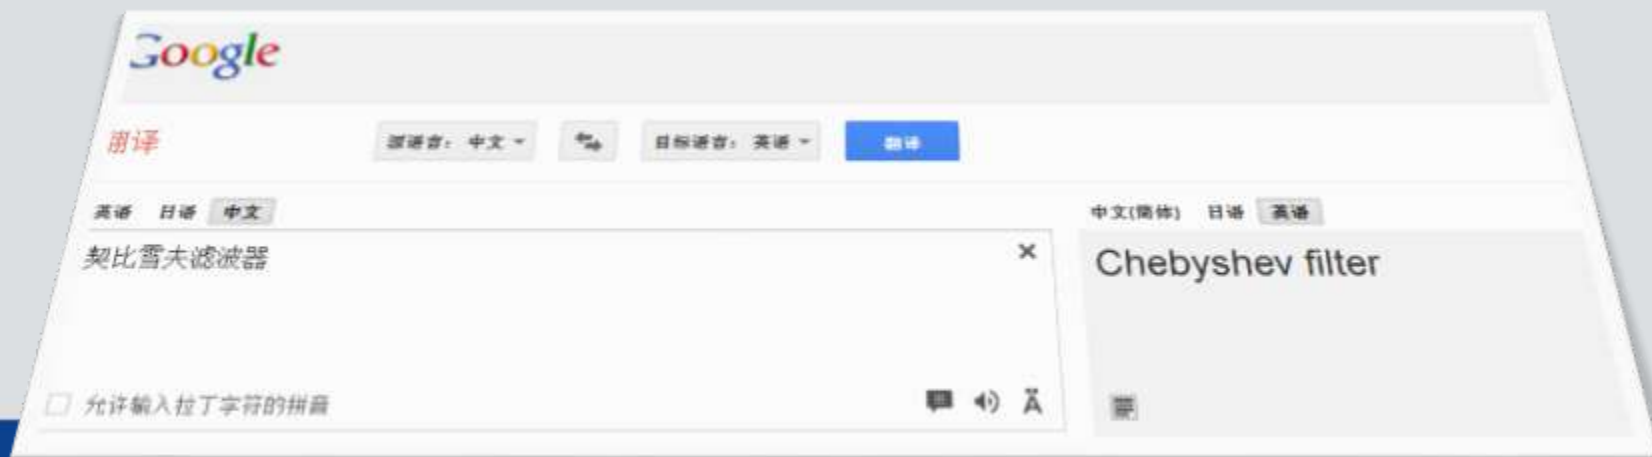 Google
翻译
源语言: 中文 目标语言: 英语 翻译
英语 日语 中文
中文(简体) 日语 英语
契比雪夫滤波器
Chebyshev filter
允许输入拉丁字符的拼音
Ä